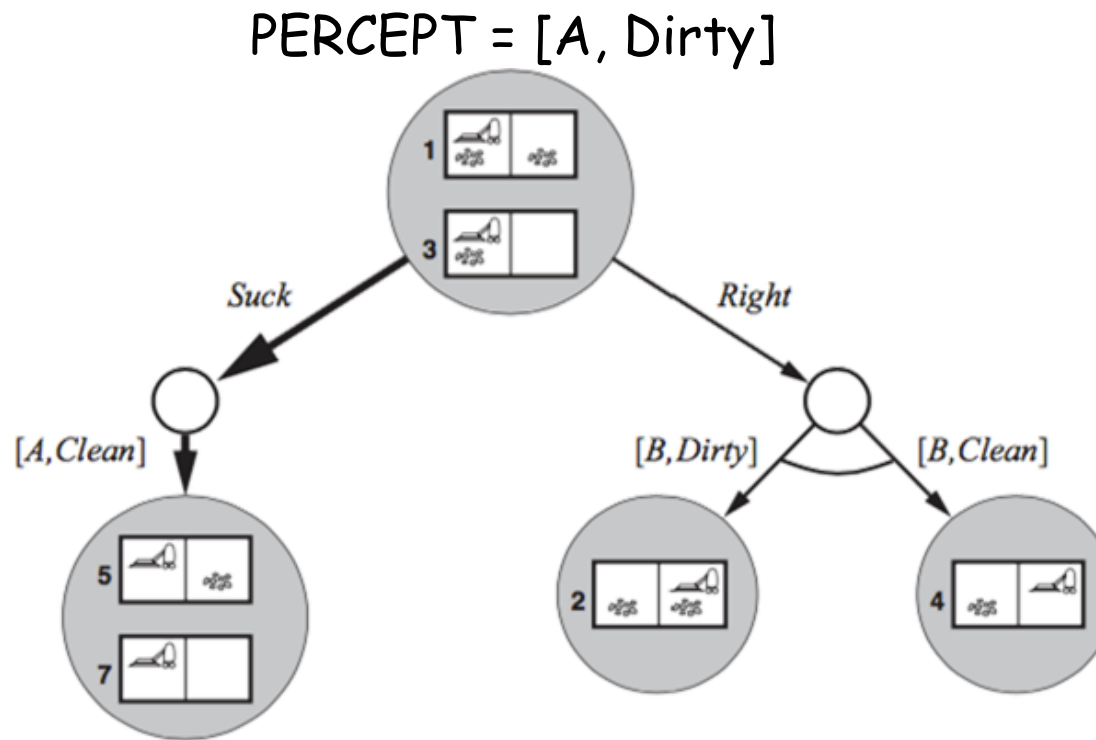 PERCEPT = [A, Dirty]
1
3
Suck
Right
[A,Clean]
[B,Dirty]
[B,Clean]
5
7
2
4